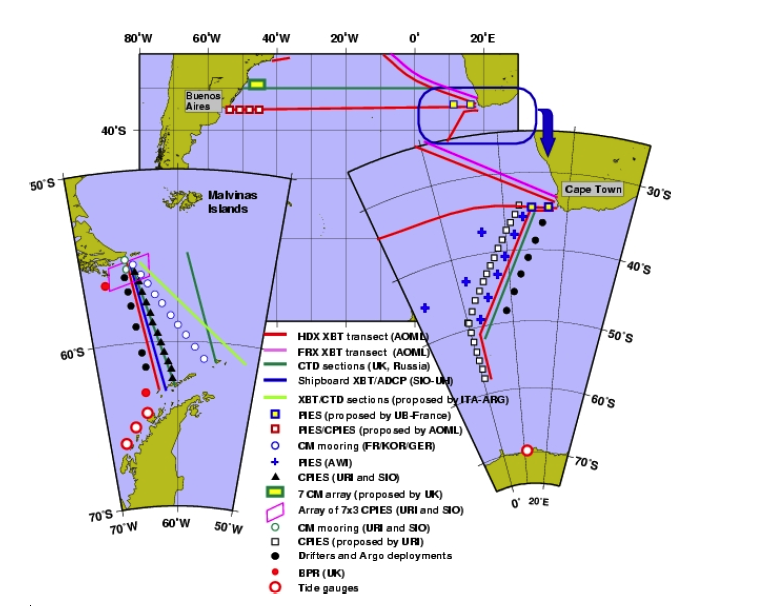 80°W 60°W 40°W 20°W 0° 20°E
Buenos
Aires
40°S
50°S
Malvinas
Islands
Cape Town
30°S
40°S
50°S
60°S
70°S
0° 20°E
60°S
70°S
70°W 60°W 50°W
HDX XBT transect (AOML)
FRX XBT transect (AOML)
CTD sections (UK, Russia)
Shipboard XBT/ADCP (SIO-UH)
XBT/CTD sections (proposed by ITA-ARG)
PIES (proposed by UB-France)
PIES/CPIES (proposed by AOML)
CM mooring (FR/KOR/GER)
PIES (AWI)
CPIES (URI and SIO)
7 CM array (proposed by UK)
Array of 7x3 CPIES (URI and SIO)
CM mooring (URI and SIO)
CPIES (proposed by URI)
Drifters and Argo deployments
BPR (UK)
Tide gauges